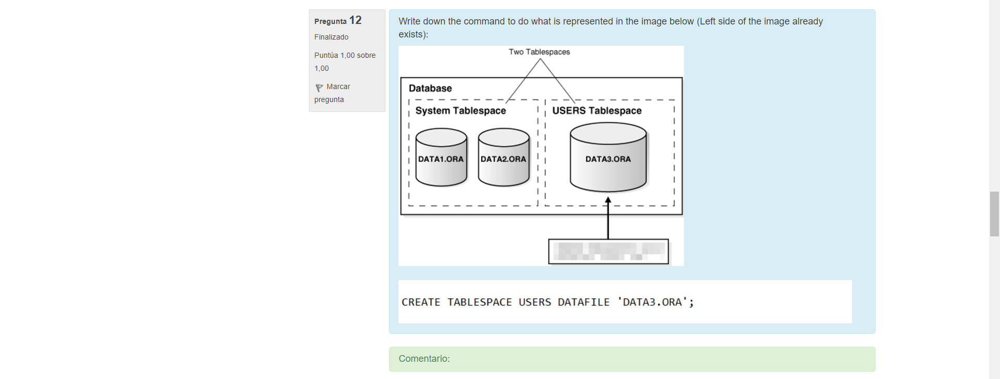 Pregunta 12
Finalizado
Puntúa 1,00 sobre
1,00
Marcar
pregunta
Write down the command to do what is represented in the image below (Left side of the image already
exists):
Two Tablespaces
Database
System Tablespace
USERS Tablespace
DATA1.ORA
DATA2.ORA
DATA3.ORA
CREATE TABLESPACE USERS DATAFILE 'DATA3.ORA';
Comentario: